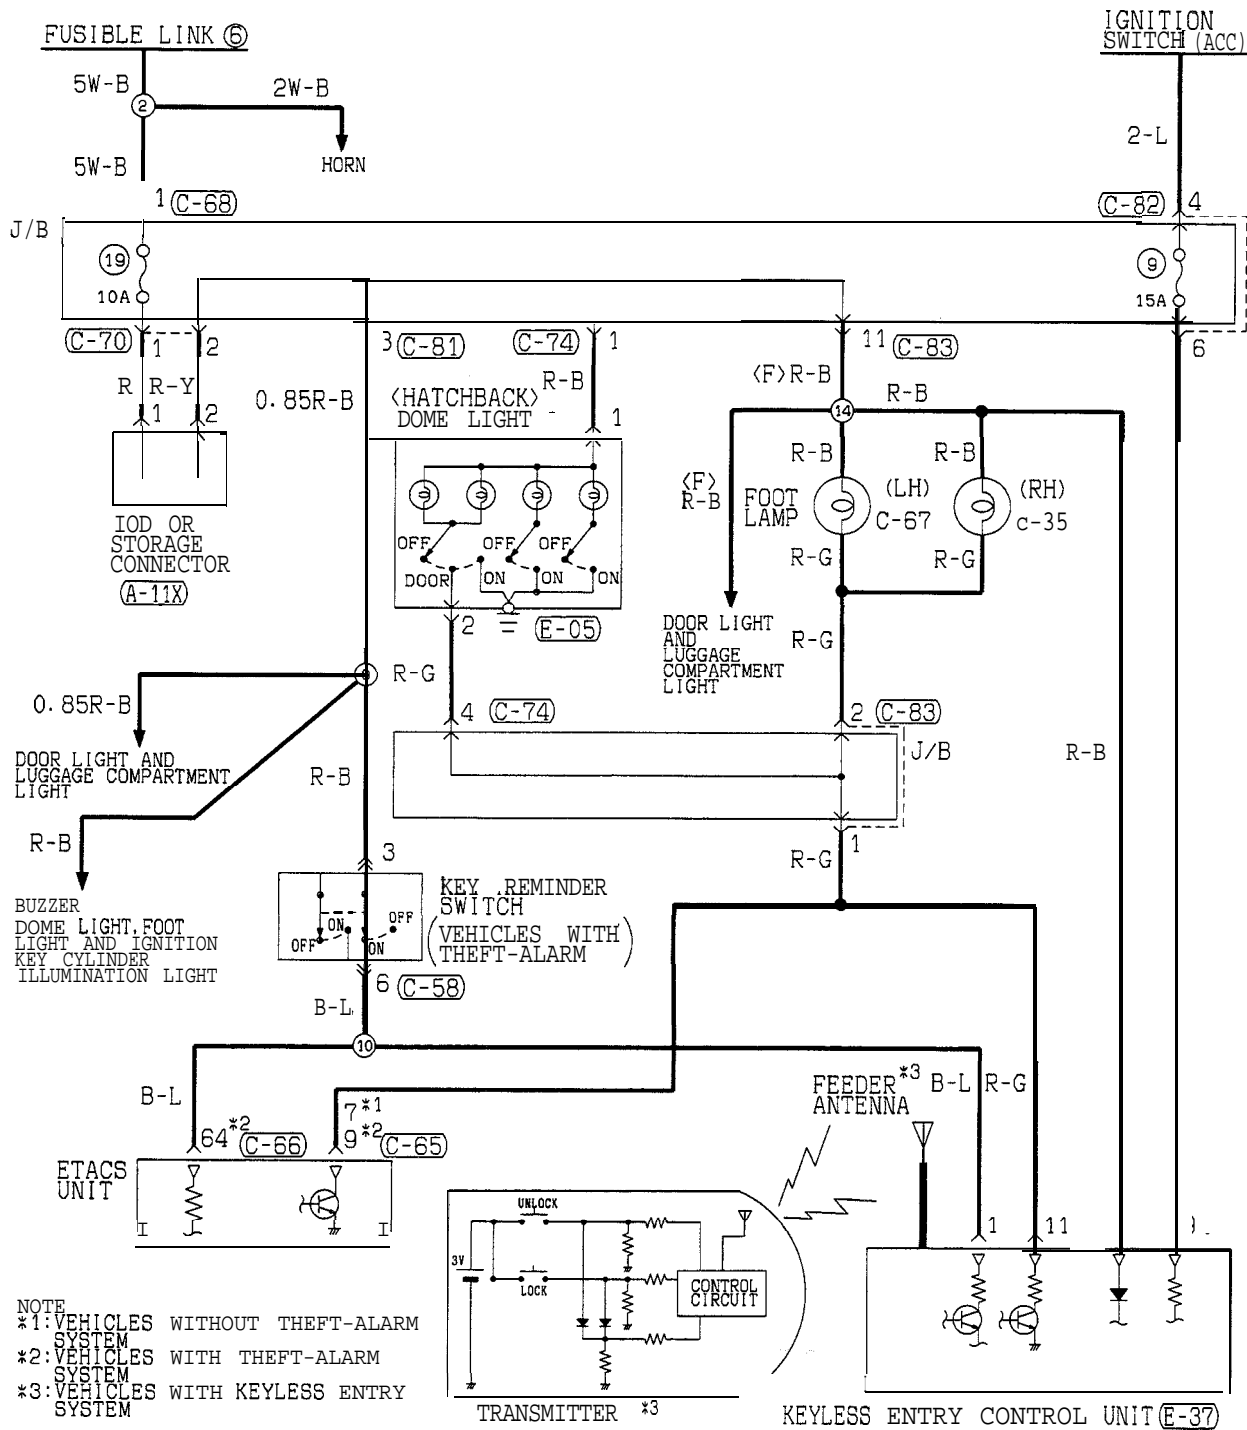 FUSIBLE LINK ⑥
IGNITION
SWITCH (ACC)
5W-B
2W-B
2
5W-B
HORN
2-L
1 (C-68)
(C-82) 4
J/B
19
10A
9
15A
(C-70) 1 2
3 (C-81)
(C-74) 1
11 (C-83)
6
R R-Y
0.85R-B
R-B
<F>R-B
R-B
<HATCHBACK>
DOME LIGHT
1
14
1 2
R-B
R-B
<F>
R-B
FOOT
LAMP
(LH)
C-67
(RH)
c-35
IOD OR
STORAGE
CONNECTOR
(A-11X)
OFF
OFF
OFF
DOOR
ON
ON
ON
R-G
R-G
2
(E-05)
DOOR LIGHT
AND
LUGGAGE
COMPARTMENT
LIGHT
R-G
R-G
0.85R-B
4 (C-74)
2 (C-83)
J/B
R-B
DOOR LIGHT AND
LUGGAGE COMPARTMENT
LIGHT
R-B
R-B
R-G
1
3
BUZZER
DOME LIGHT,FOOT
LIGHT AND IGNITION
KEY CYLINDER
ILLUMINATION LIGHT
KEY .REMINDER
SWITCH
(VEHICLES WITH
THEFT-ALARM)
ON
OFF
OFF
ON
6 (C-58)
B-L
10
B-L
FEEDER*3
ANTENNA
B-L
R-G
7*1
64*2 (C-66)
9*2 (C-65)
ETACS
UNIT
I
I
1
11
UNLOCK
3V
LOCK
CONTROL
CIRCUIT
NOTE
*1:VEHICLES WITHOUT THEFT-ALARM
SYSTEM
*2:VEHICLES WITH THEFT-ALARM
SYSTEM
*3:VEHICLES WITH KEYLESS ENTRY
SYSTEM
TRANSMITTER *3
KEYLESS ENTRY CONTROL UNIT (E-37)